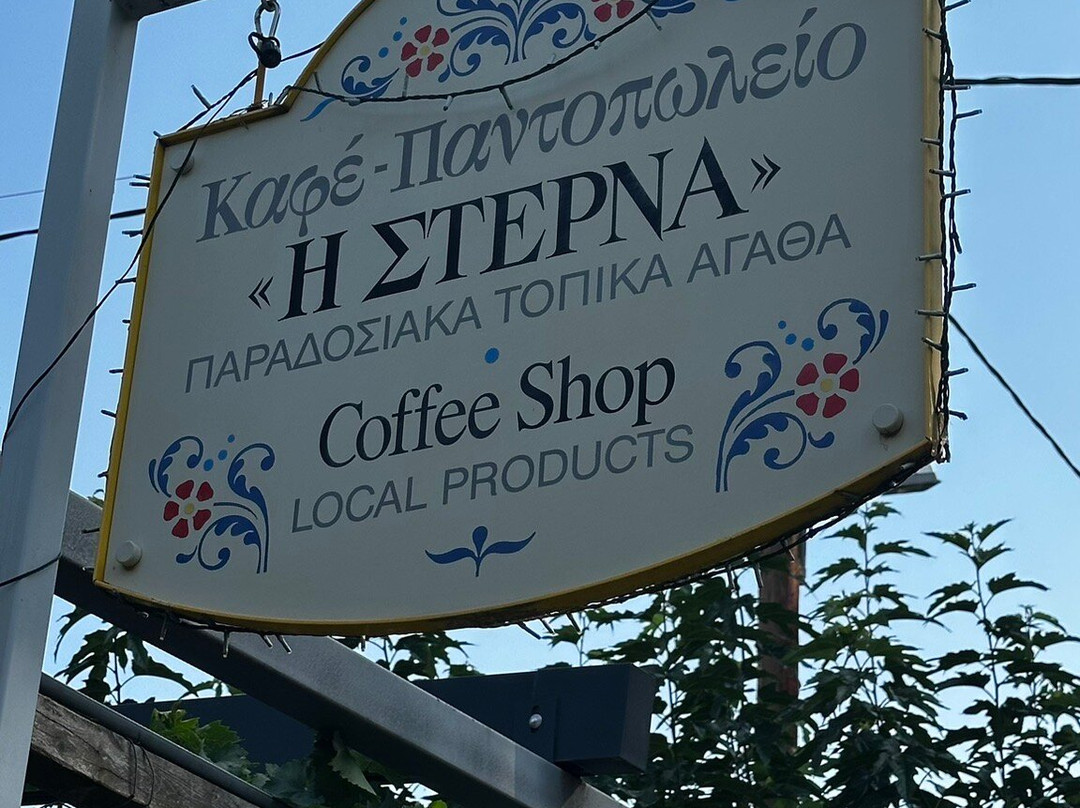 Καφέ-Παντοπωλείο
«Η ΣΤΕΡΝΑ»
ΠΑΡΑΔΟΣΙΑΚΑ ΤΟΠΙΚΑ ΑΓΑΘΑ
Coffee Shop
LOCAL PRODUCTS